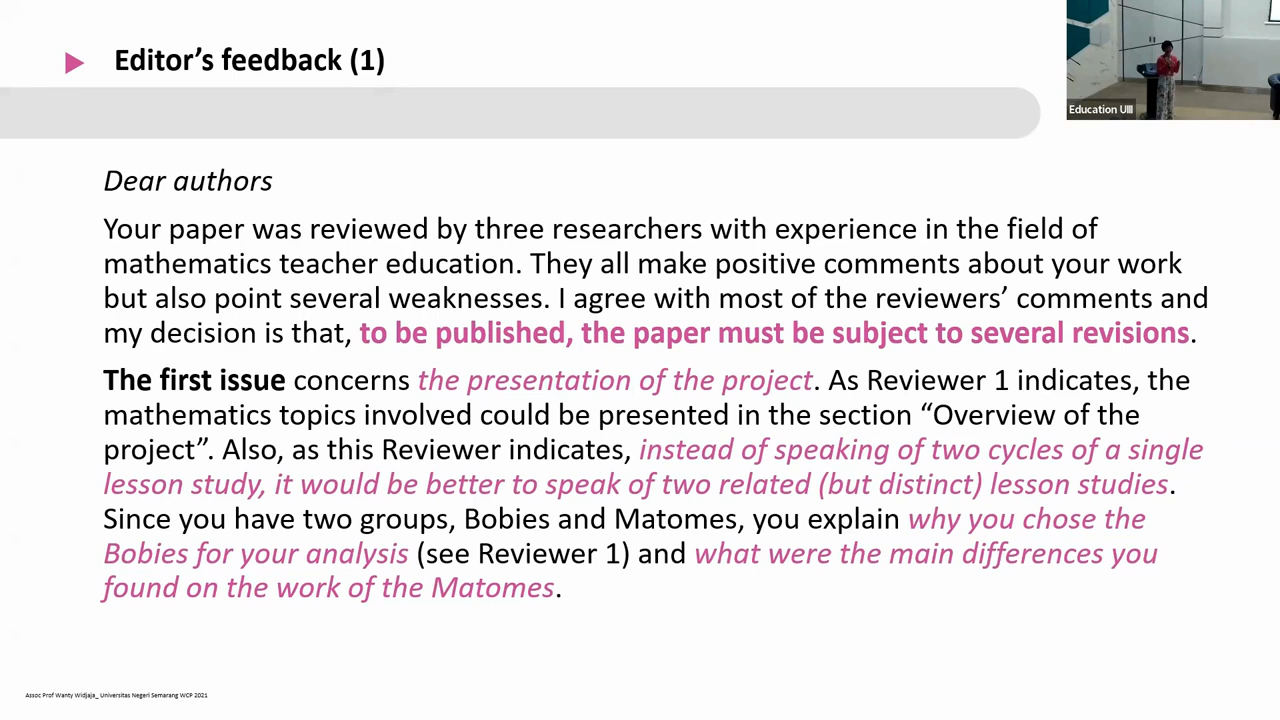 Editor’s feedback (1)
Education UIII
Dear authors
Your paper was reviewed by three researchers with experience in the field of
mathematics teacher education. They all make positive comments about your work
but also point several weaknesses. I agree with most of the reviewers’ comments and
my decision is that, to be published, the paper must be subject to several revisions.
The first issue concerns the presentation of the project. As Reviewer 1 indicates, the
mathematics topics involved could be presented in the section “Overview of the
project”. Also, as this Reviewer indicates, instead of speaking of two cycles of a single
lesson study, it would be better to speak of two related (but distinct) lesson studies.
Since you have two groups, Bobies and Matomes, you explain why you chose the
Bobies for your analysis (see Reviewer 1) and what were the main differences you
found on the work of the Matomes.
Assoc Prof Wanty Widjaja_ Universitas Negeri Semarang WCP 2021